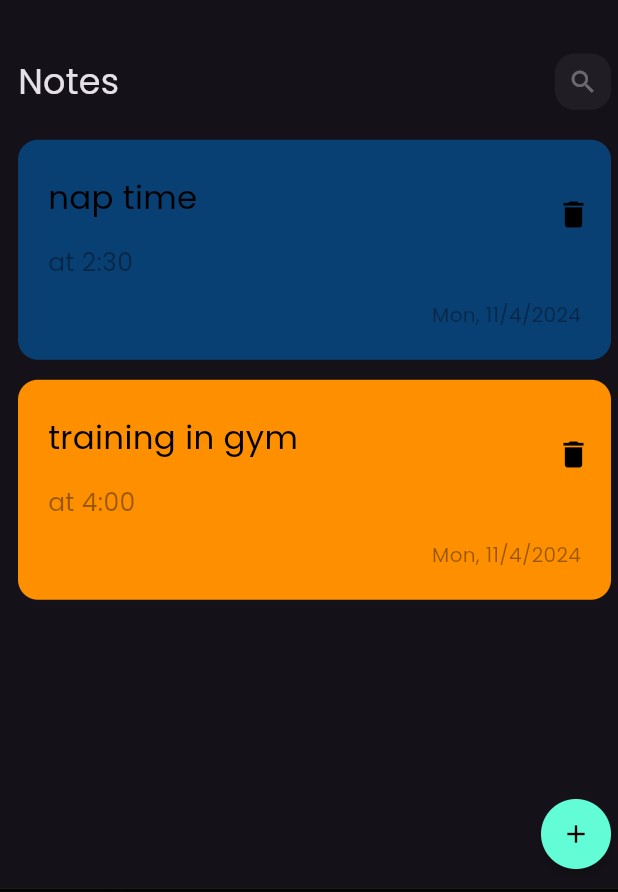 Notes
nap time
at 2:30
Mon, 11/4/2024
training in gym
at 4:00
Mon, 11/4/2024